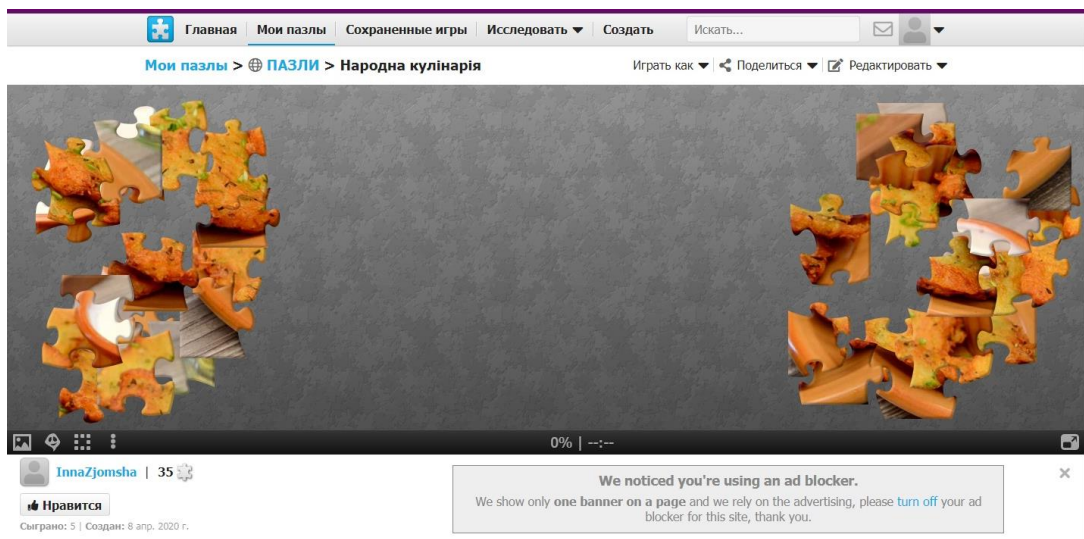 Главная Мои пазлы Сохраненные игры Исследовать Создать Искать...
Мои пазлы > ПАЗЛИ > Народна кулінарія Играть как Поделиться Редактировать
0% | --:--
InnaZjomsha | 35
Нравится
Сыграно: 5 | Создан: 8 апр. 2020 г.
We noticed you're using an ad blocker.
We show only one banner on a page and we rely on the advertising, please turn off your ad
blocker for this site, thank you.